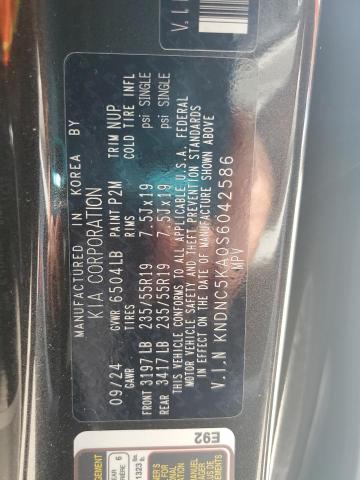 MANUFACTURED IN KOREA BY
KIA CORPORATION
09/24 GVWR 6504LB PAINT P2M TRIM NUP
GAWR RIMS COLD TIRE INFL
FRONT 3197LB 235/55R19 7.5Jx19 psi SINGLE
REAR 3417LB 235/55R19 7.5Jx19 psi SINGLE
THIS VEHICLE CONFORMS TO ALL APPLICABLE U.S.A. FEDERAL
MOTOR VEHICLE SAFETY AND THEFT PREVENTION STANDARDS
IN EFFECT ON THE DATE OF MANUFACTURE SHOWN ABOVE
V.I.N KNDNC5KA0S6042586
MPV
E92
V.I
1323 lb.
6